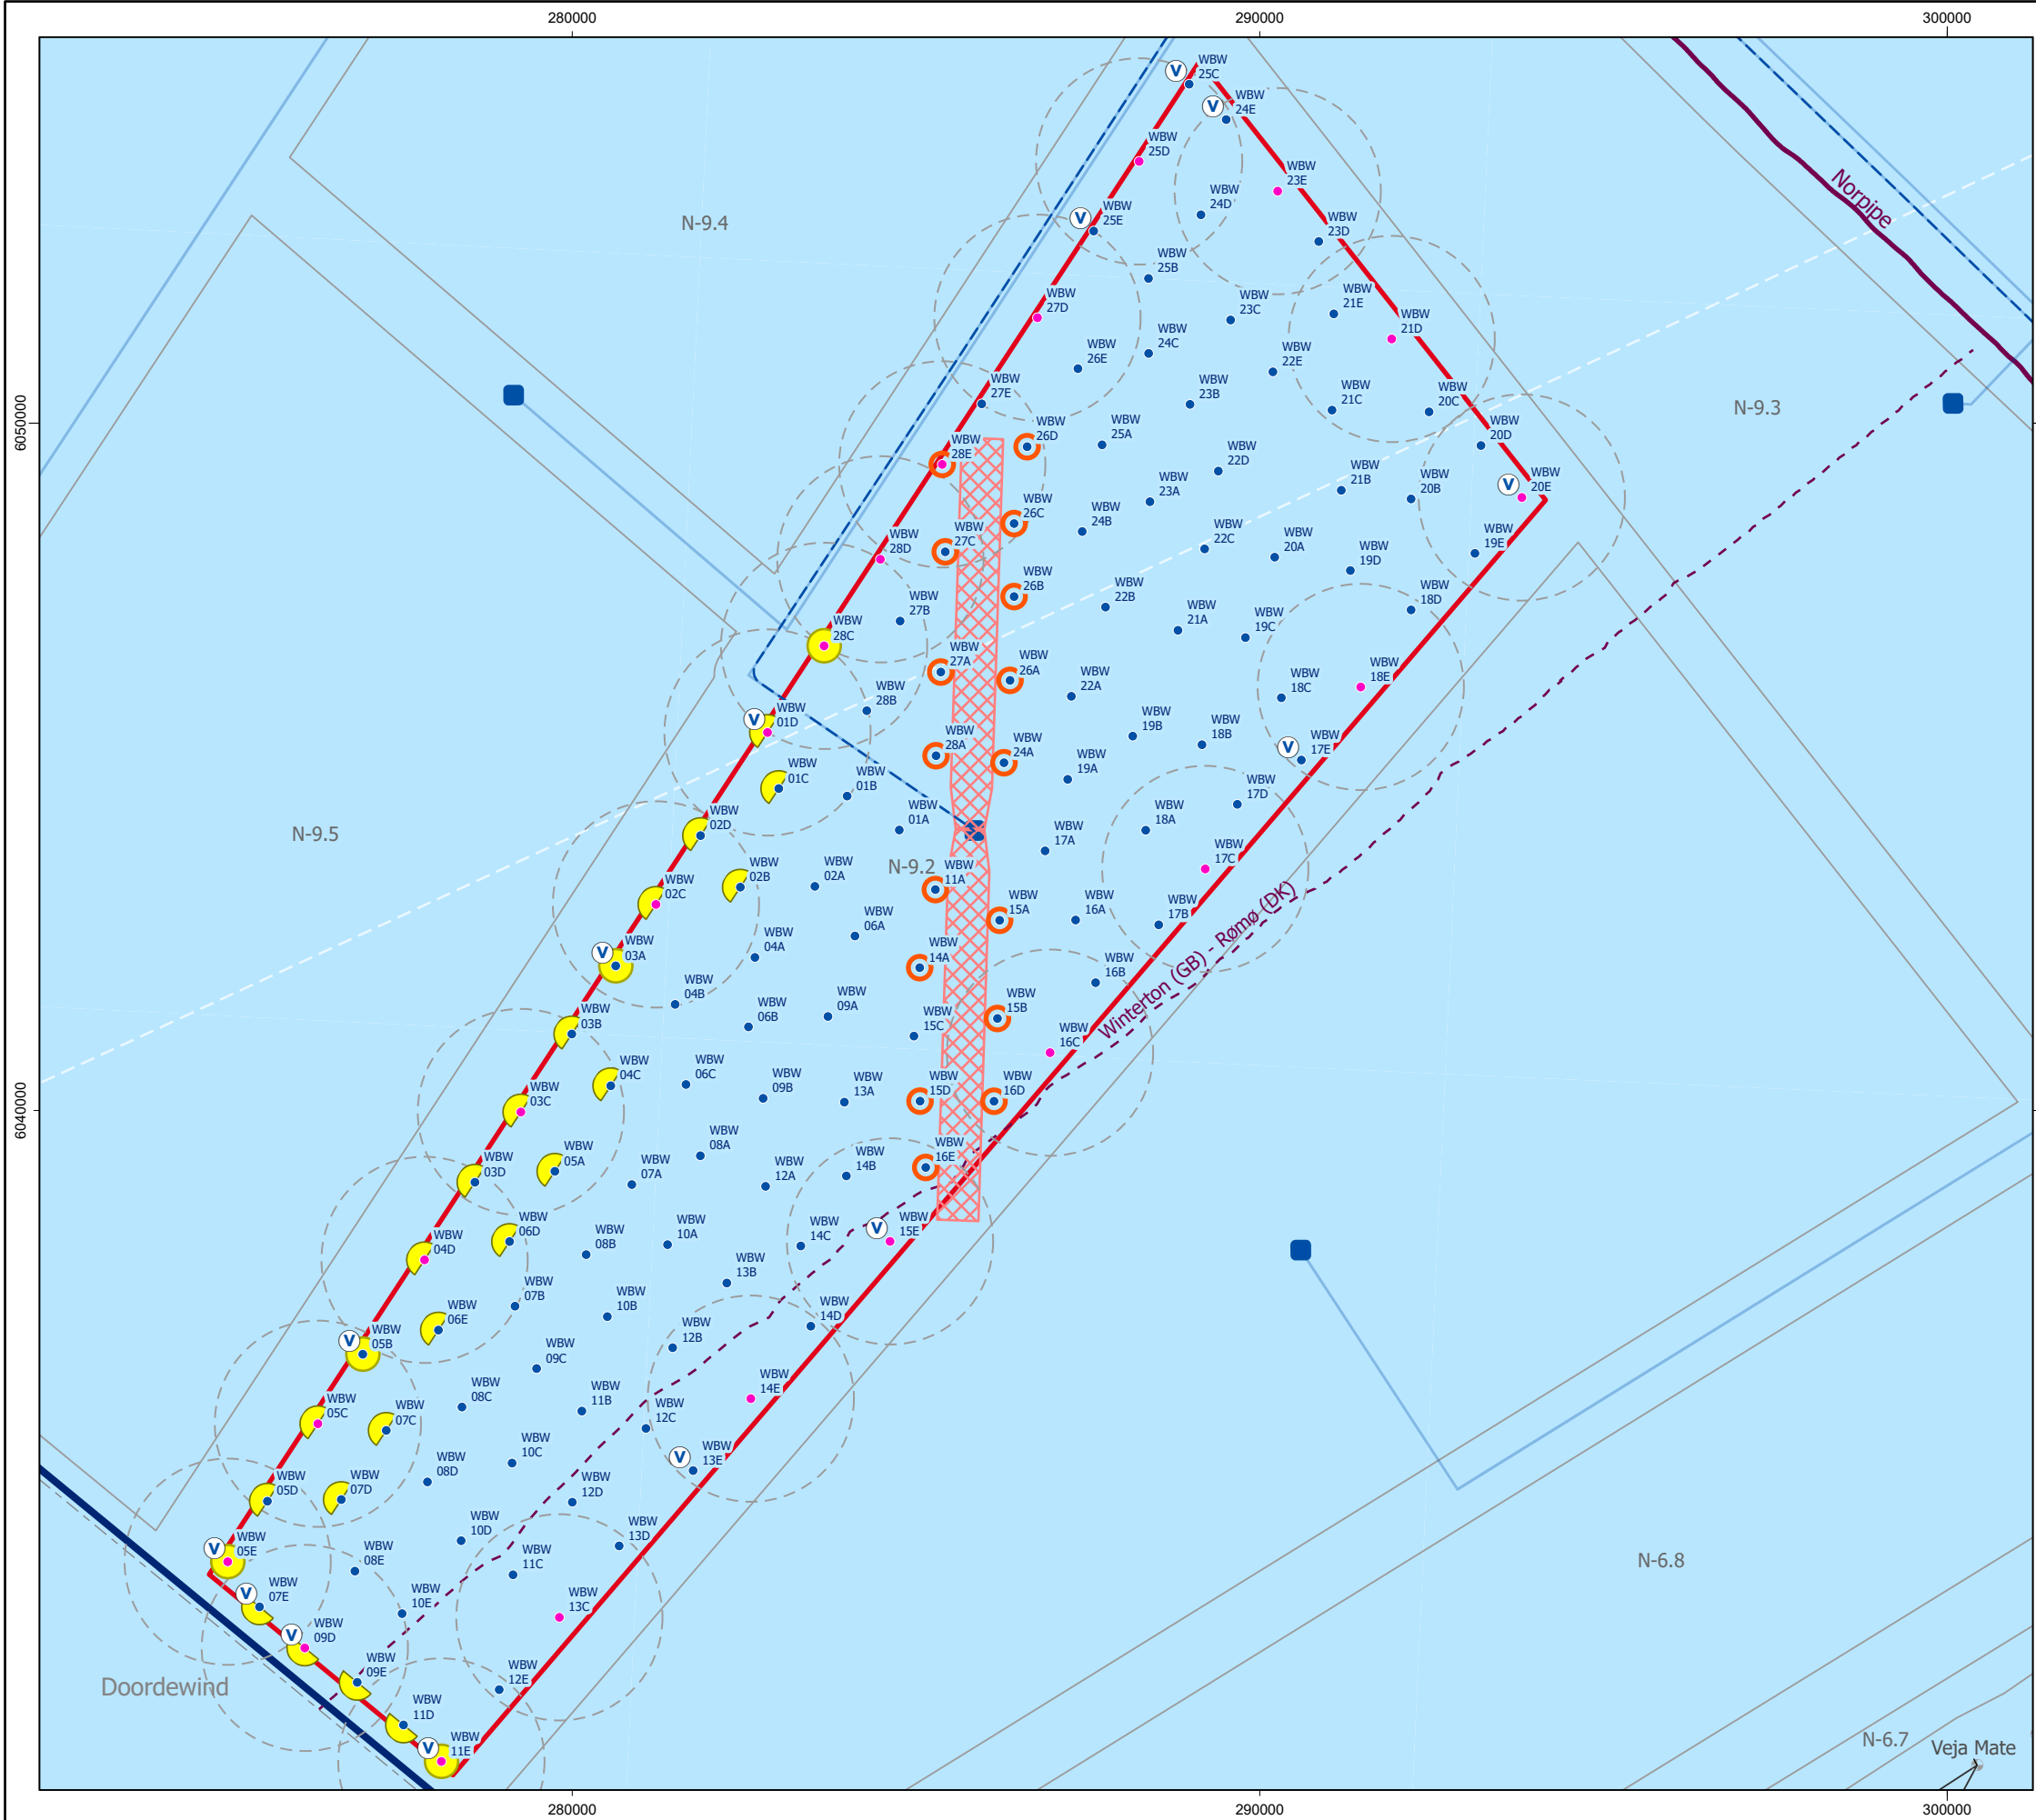 280000
290000
300000
WBW
25C
V
WBW
24E
V
WBW
25D
WBW
23E
Norpipe
WBW
24D
WBW
25E
V
N-9.4
WBW
23D
WBW
25B
WBW
27D
WBW
23C
WBW
21E
WBW
21D
WBW
24C
WBW
26E
WBW
22E
WBW
27E
WBW
23B
WBW
21C
WBW
20C
N-9.3
6050000
WBW
26D
WBW
25A
WBW
20D
WBW
28E
WBW
22D
WBW
21B
WBW
20B
V
WBW
20E
WBW
23A
WBW
26C
WBW
24B
WBW
27C
WBW
28D
WBW
22C
WBW
20A
WBW
19D
WBW
19E
WBW
26B
WBW
22B
WBW
18D
WBW
27B
WBW
21A
WBW
19C
WBW
28C
WBW
27A
WBW
26A
WBW
22A
WBW
18C
WBW
18E
WBW
28B
V
WBW
01D
WBW
19B
WBW
18B
V
WBW
17E
WBW
28A
WBW
24A
WBW
19A
WBW
01C
WBW
01B
WBW
17D
WBW
02D
WBW
01A
WBW
17A
WBW
18A
N-9.5
N-9.2
WBW
02B
WBW
02A
WBW
11A
WBW
17C
WBW
02C
WBW
15A
WBW
16A
WBW
17B
WBW
06A
Winterton (GB) - Rømø (DK)
V
WBW
03A
WBW
04A
WBW
14A
WBW
16B
WBW
04B
WBW
03B
WBW
06B
WBW
09A
WBW
15C
WBW
15B
WBW
16C
WBW
04C
WBW
06C
WBW
09B
WBW
13A
WBW
15D
WBW
16D
6040000
WBW
03C
WBW
08A
WBW
16E
WBW
03D
WBW
05A
WBW
07A
WBW
12A
WBW
14B
WBW
06D
WBW
08B
WBW
10A
WBW
14C
V
WBW
15E
WBW
04D
WBW
13B
WBW
07B
WBW
10B
WBW
06E
WBW
14D
V
WBW
05B
WBW
12B
WBW
09C
WBW
14E
WBW
08C
WBW
11B
WBW
05C
WBW
07C
WBW
12C
WBW
10C
V
WBW
13E
WBW
08D
WBW
05D
WBW
07D
WBW
12D
WBW
10D
WBW
13D
V
WBW
05E
WBW
08E
WBW
11C
N-6.8
V
WBW
07E
WBW
10E
WBW
13C
V
WBW
09D
WBW
09E
WBW
12E
Doordewind
WBW
11D
V
WBW
11E
N-6.7
Veja Mate
280000
290000
300000